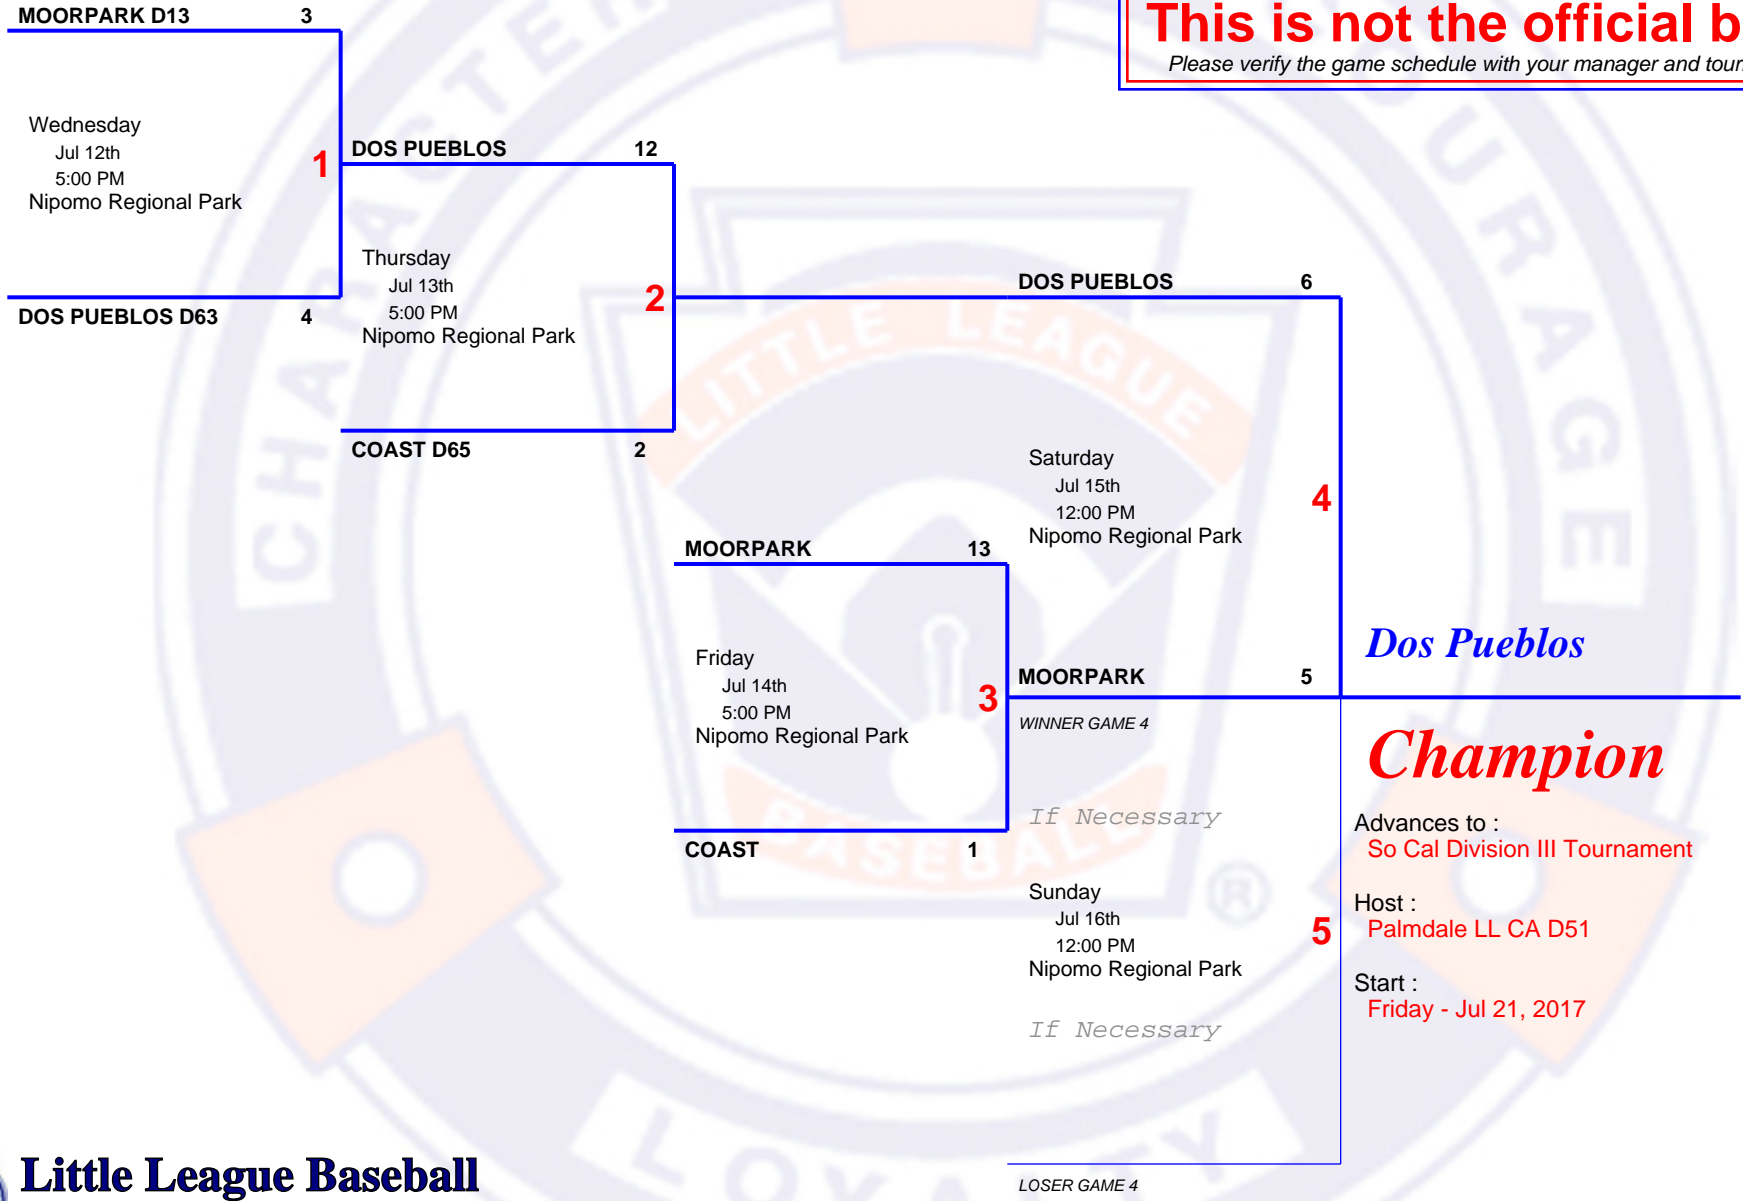 MOORPARK D13 3
This is not the official b
Please verify the game schedule with your manager and tour
Wednesday
Jul 12th
5:00 PM
Nipomo Regional Park
1
DOS PUEBLOS 12
DOS PUEBLOS D63 4
Thursday
Jul 13th
5:00 PM
Nipomo Regional Park
2
DOS PUEBLOS 6
COAST D65 2
Saturday
Jul 15th
12:00 PM
Nipomo Regional Park
4
MOORPARK 13
Friday
Jul 14th
5:00 PM
Nipomo Regional Park
3
MOORPARK 5
WINNER GAME 4
COAST 1
Dos Pueblos
Champion
If Necessary
Sunday
Jul 16th
12:00 PM
Nipomo Regional Park
5
If Necessary
LOSER GAME 4
Advances to :
So Cal Division III Tournament
Host :
Palmdale LL CA D51
Start :
Friday - Jul 21, 2017
Little League Baseball
CHARACTER
COURAGE
LOYALTY
LITTLE LEAGUE
BASEBALL
®